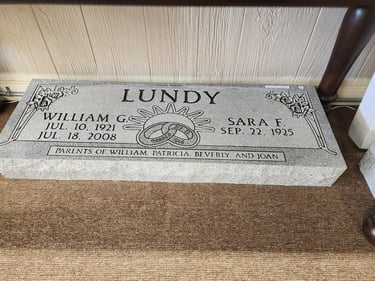 LUNDY
WILLIAM G. SARA F.
JUL. 10, 1921 SEP. 22, 1925
JUL. 18, 2008
PARENTS OF WILLIAM, PATRICIA, BEVERLY, AND JOAN